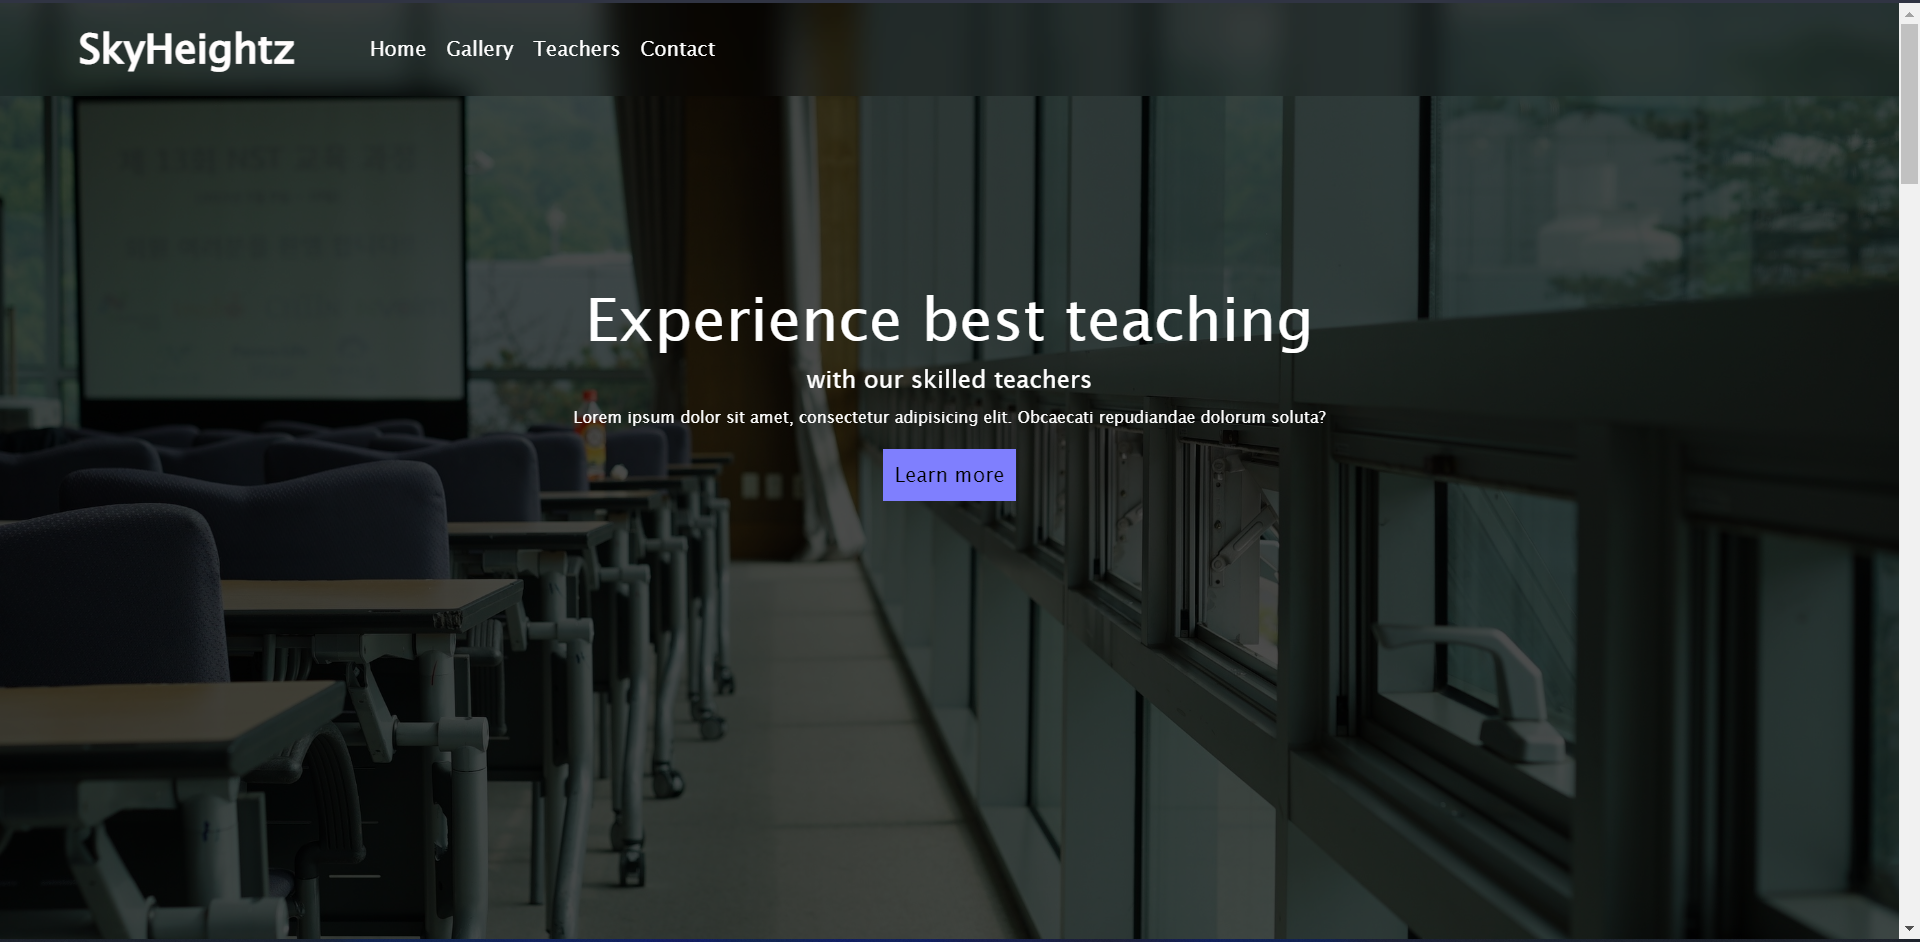 SkyHeightz
Home Gallery Teachers Contact
Experience best teaching
with our skilled teachers
Lorem ipsum dolor sit amet, consectetur adipisicing elit. Obcaecati repudiandae dolorum soluta?
Learn more